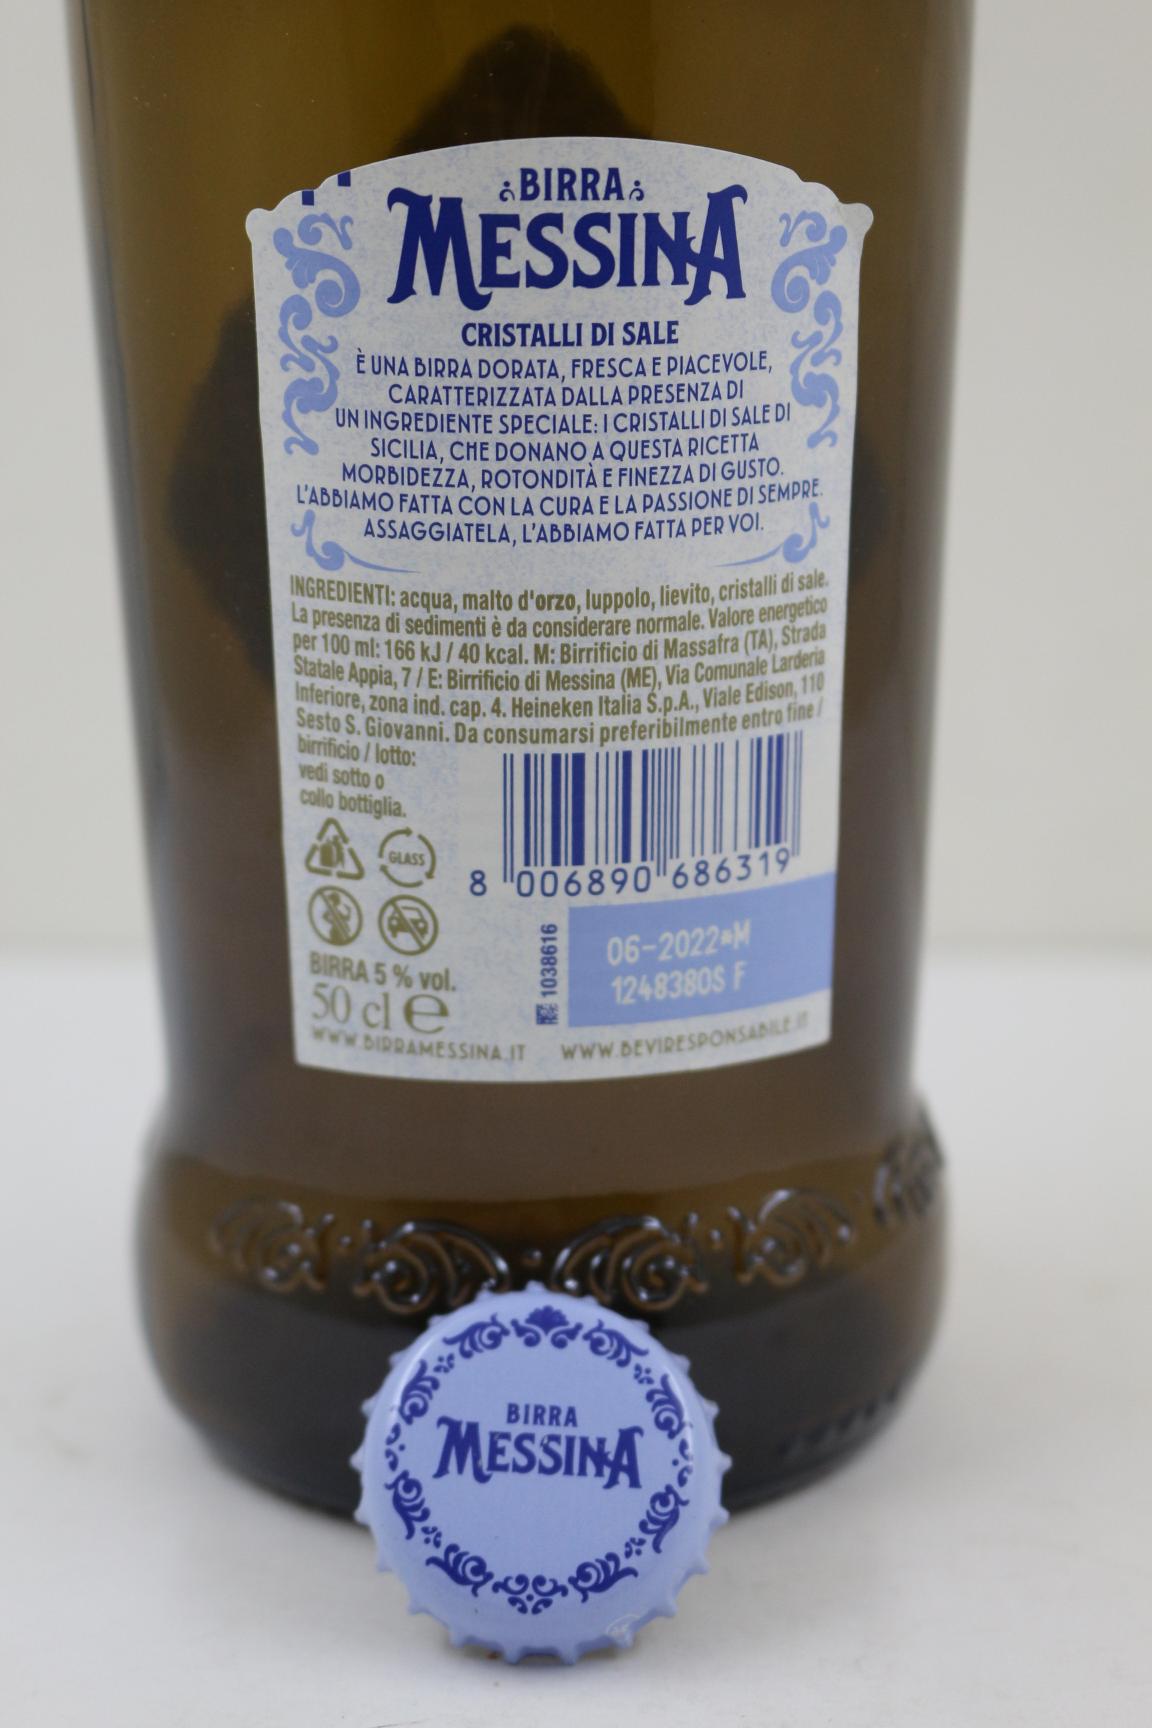 BIRRA
MESSINA
CRISTALLI DI SALE
È UNA BIRRA DORATA, FRESCA E PIACEVOLE,
CARATTERIZZATA DALLA PRESENZA DI
UN INGREDIENTE SPECIALE: I CRISTALLI DI SALE DI
SICILIA, CHE DONANO A QUESTA RICETTA
MORBIDEZZA, ROTONDITÀ E FINEZZA DI GUSTO.
L'ABBIAMO FATTA CON LA CURA E LA PASSIONE DI SEMPRE.
ASSAGGIATELA, L'ABBIAMO FATTA PER VOI.
INGREDIENTI: acqua, malto d'orzo, luppolo, lievito, cristalli di sale.
La presenza di sedimenti è da considerare normale. Valore energetico
per 100 ml: 166 kJ / 40 kcal. M: Birrificio di Massafra (TA), Strada
Statale Appia, 7 / E: Birrificio di Messina (ME), Via Comunale Larderia
Inferiore, zona ind. cap. 4. Heineken Italia S.p.A., Viale Edison, 110
Sesto S. Giovanni. Da consumarsi preferibilmente entro fine /
birrificio / lotto:
vedi sotto o
collo bottiglia.
GLASS
8 006890 686319
BIRRA 5 % vol.
50 cl e
1038616
06-2022*M
1248380S F
WWW.BIRRAMESSINA.IT WWW.BEVIRESPONSABILE.IT
BIRRA
MESSINA